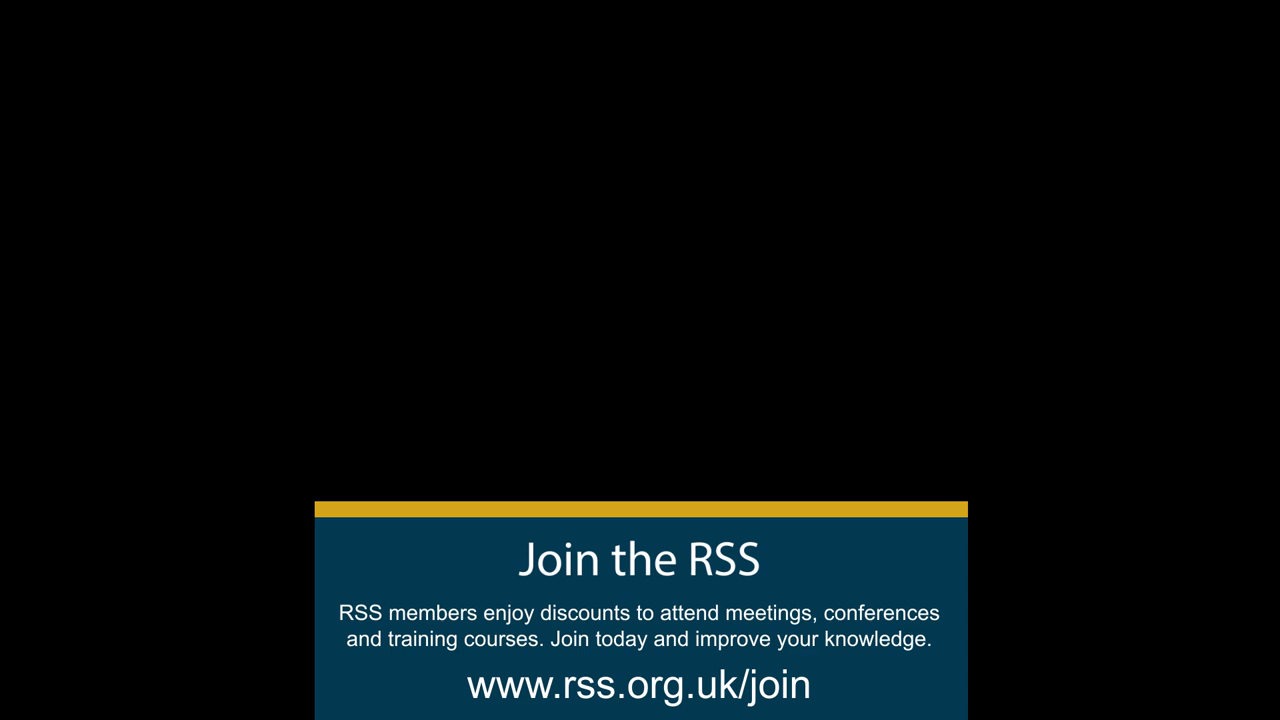 Join the RSS
RSS members enjoy discounts to attend meetings, conferences
and training courses. Join today and improve your knowledge.
www.rss.org.uk/join